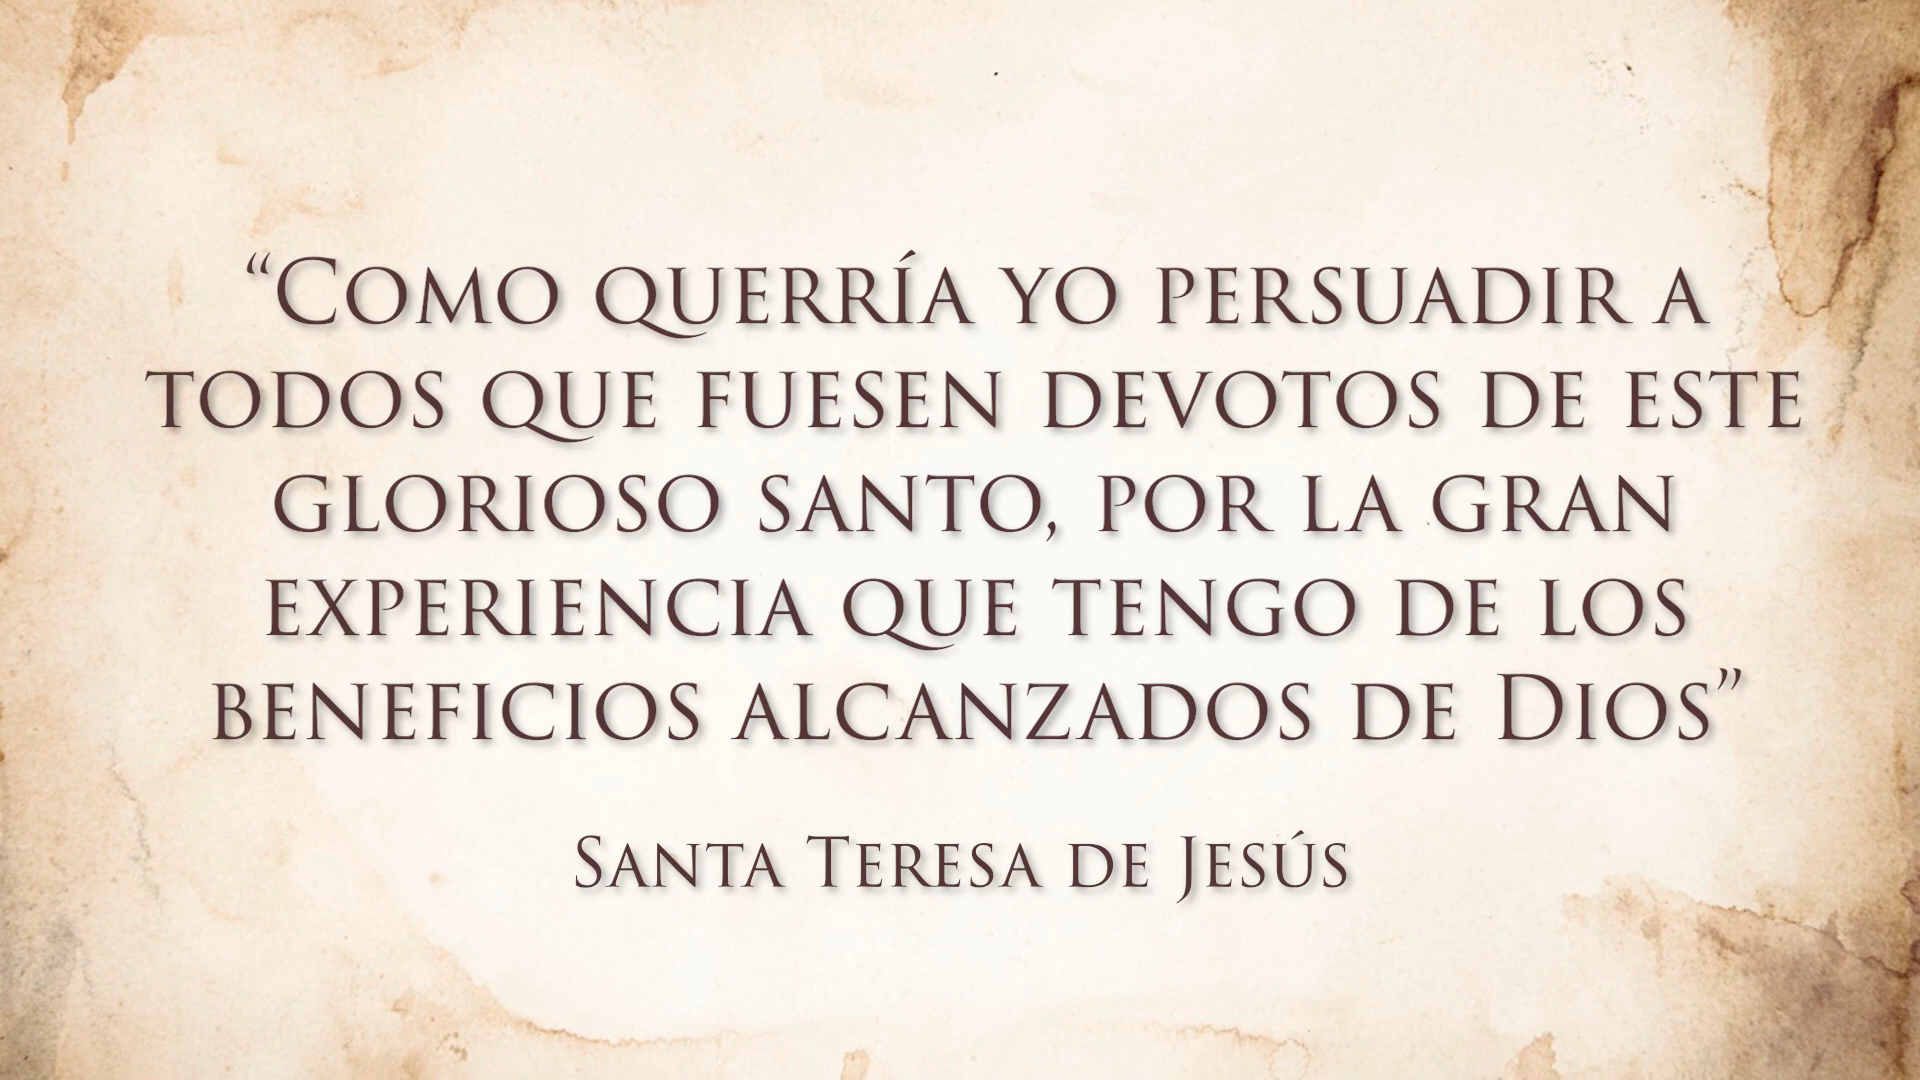 “Como querría yo persuadir a
todos que fuesen devotos de este
glorioso santo, por la gran
experiencia que tengo de los
beneficios alcanzados de Dios”
Santa Teresa de Jesús